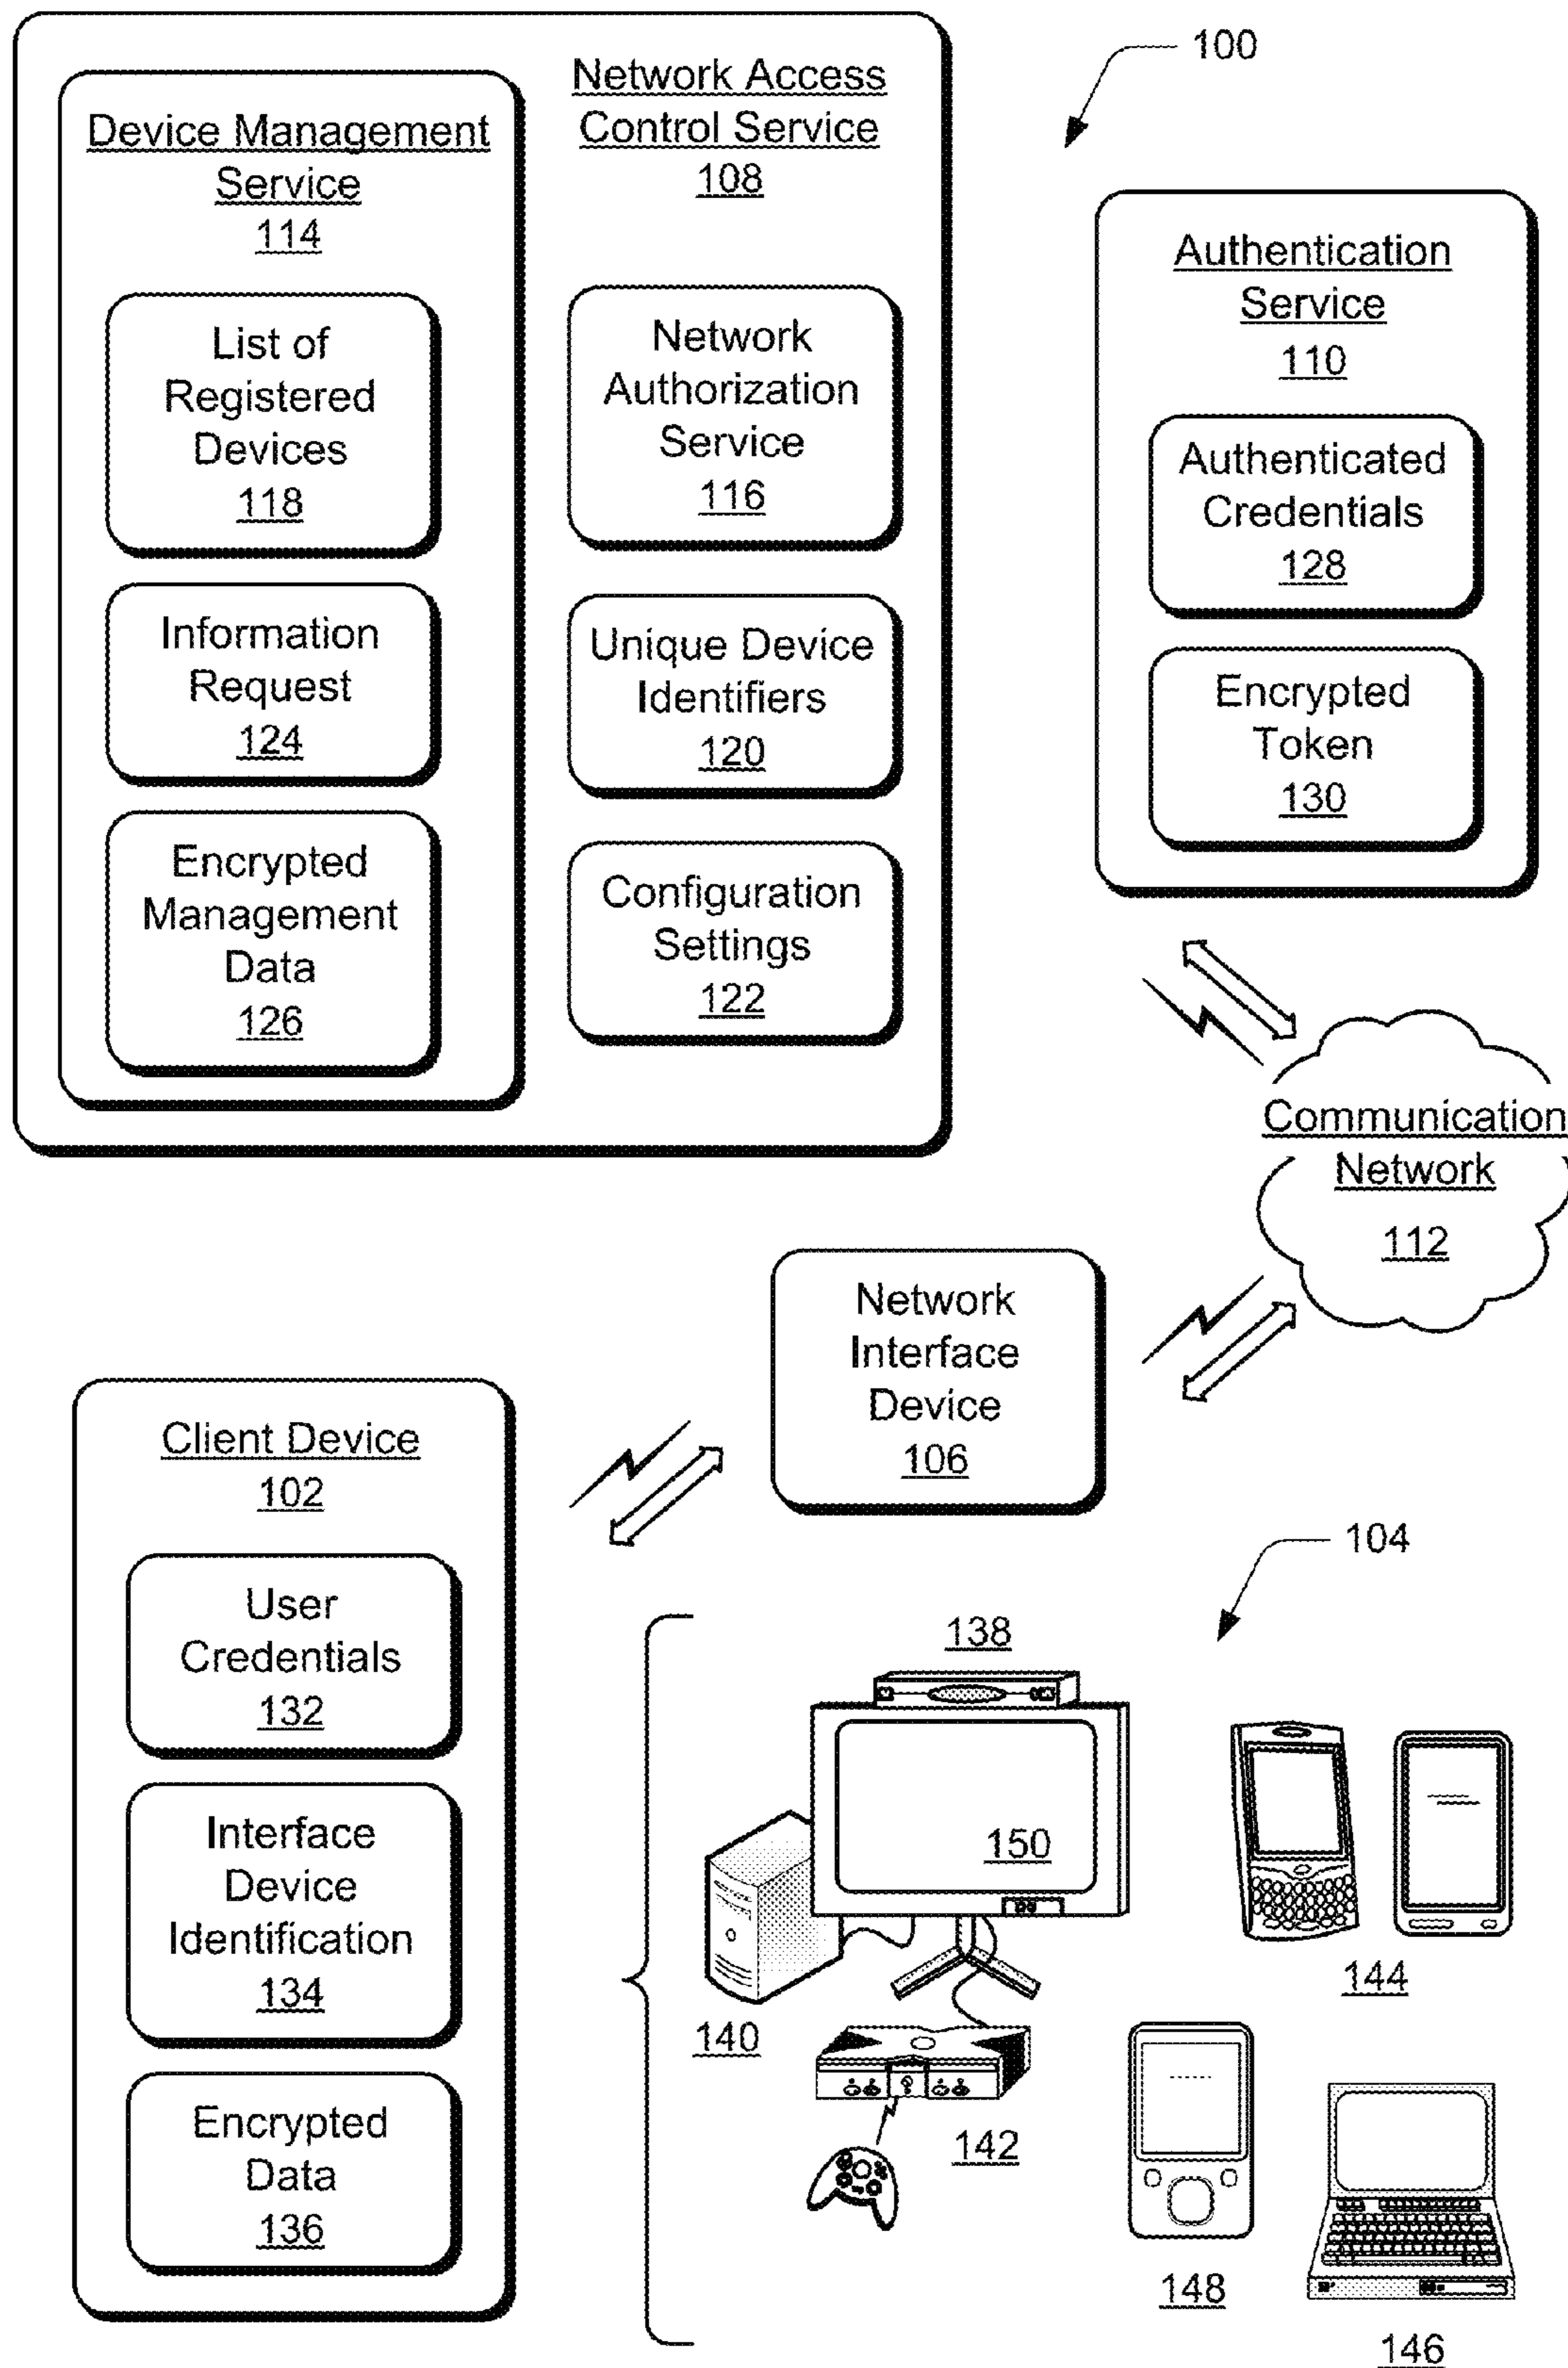 100
Network Access
Control Service
108
Device Management
Service
114
List of
Registered
Devices
118
Information
Request
124
Encrypted
Management
Data
126
Network
Authorization
Service
116
Unique Device
Identifiers
120
Configuration
Settings
122
Authentication
Service
110
Authenticated
Credentials
128
Encrypted
Token
130
Communication
Network
112
Network
Interface
Device
106
Client Device
102
User
Credentials
132
Interface
Device
Identification
134
Encrypted
Data
136
104
138
150
140
142
144
148
146